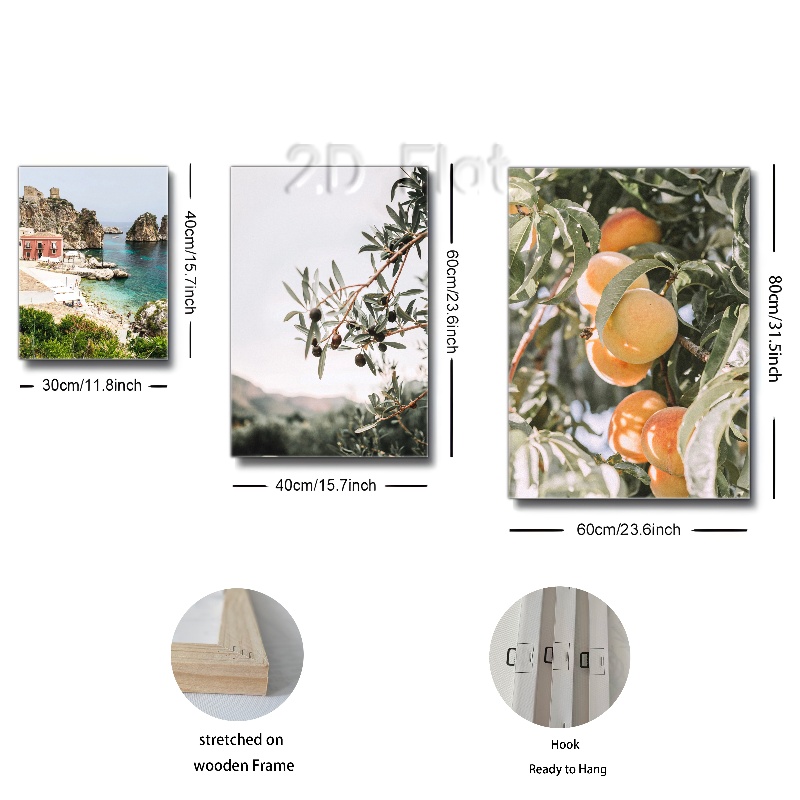 2D Flat
40cm/15.7inch
30cm/11.8inch
60cm/23.6inch
40cm/15.7inch
80cm/31.5inch
60cm/23.6inch
stretched on
wooden Frame
Hook
Ready to Hang